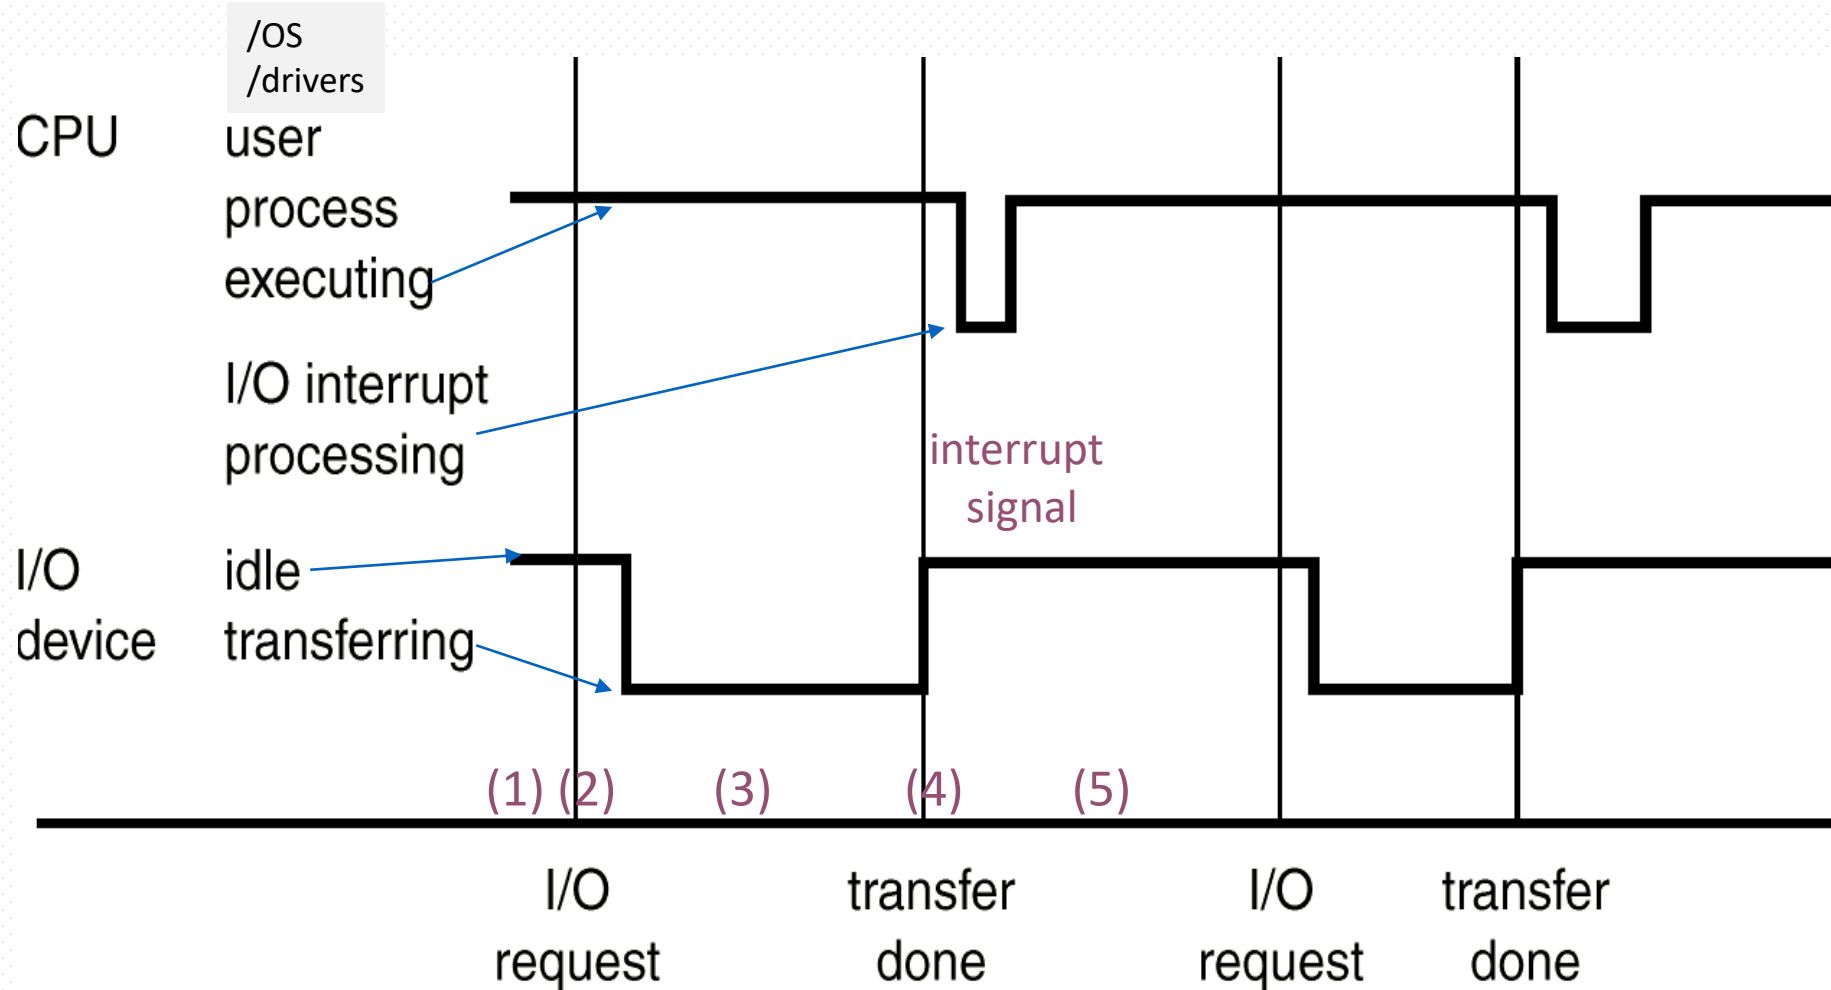 /OS
/drivers
CPU user
process
executing
I/O interrupt
processing
interrupt
signal
I/O idle
device transferring
(1) (2) (3) (4) (5)
I/O transfer I/O transfer
request done request done